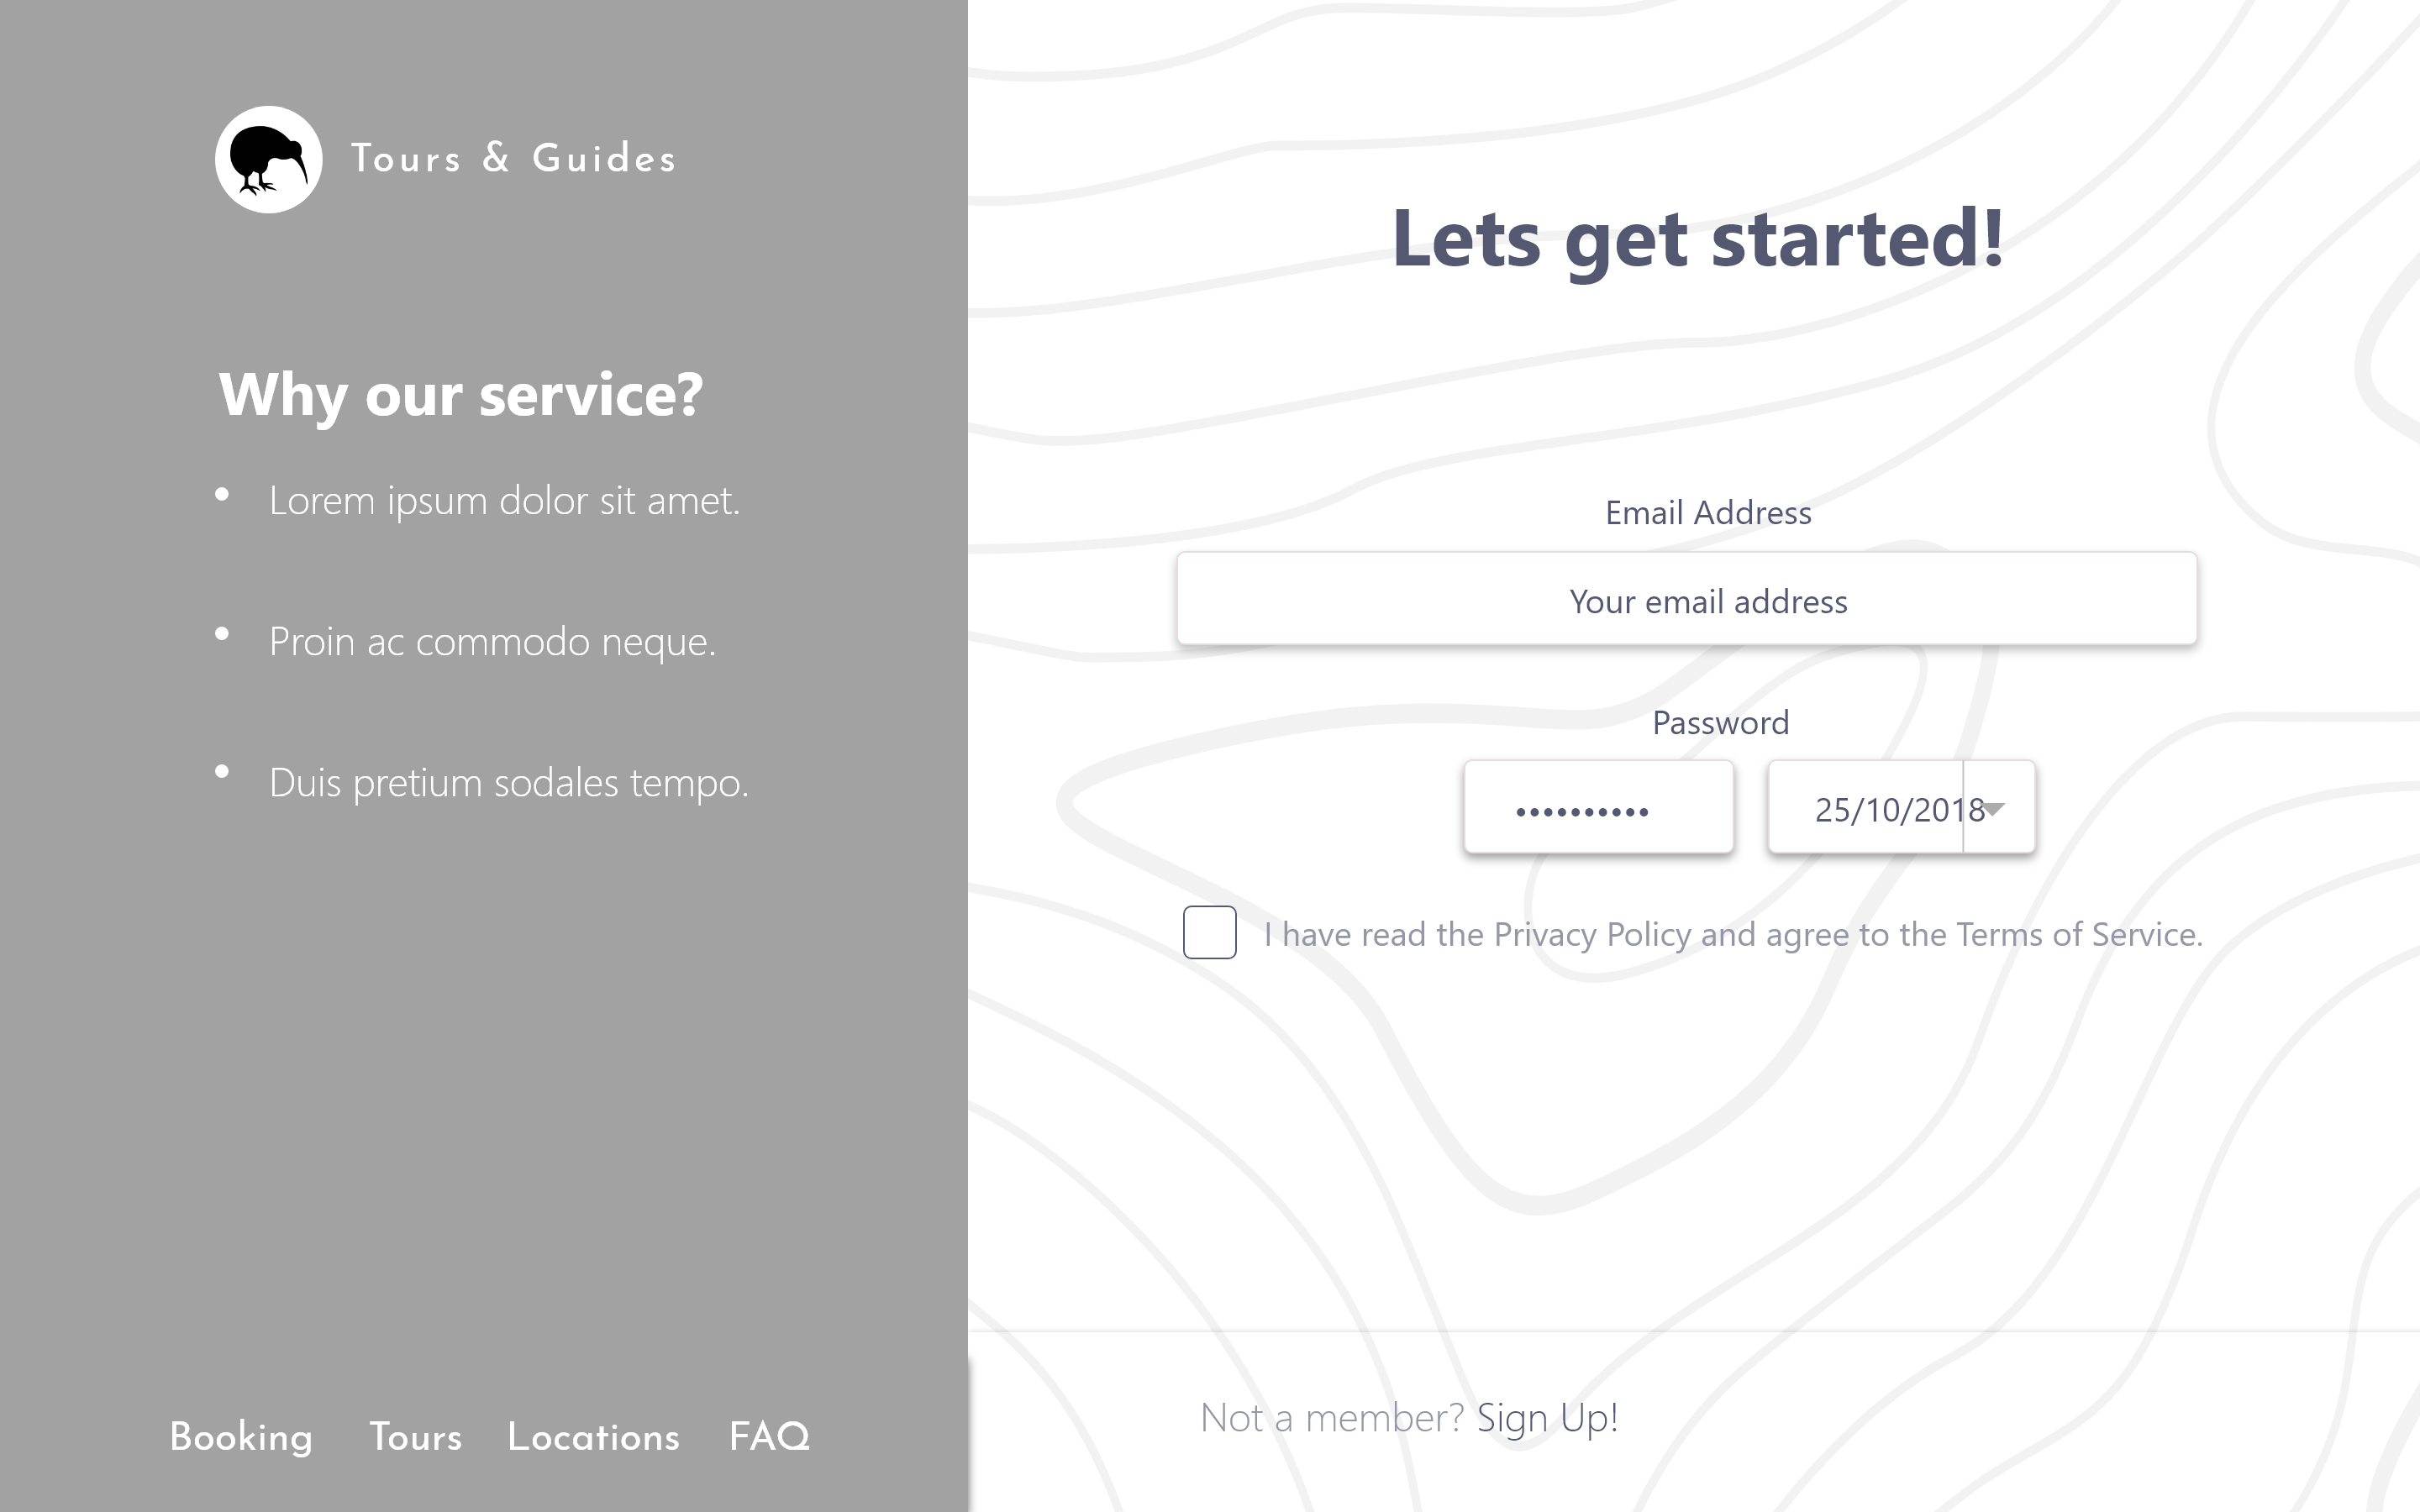 Tours & Guides
Why our service?
Lorem ipsum dolor sit amet.
Proin ac commodo neque.
Duis pretium sodales tempo.
Booking Tours Locations FAQ
Lets get started!
Email Address
Your email address
Password
•••••••••• 25/10/2018
I have read the Privacy Policy and agree to the Terms of Service.
Not a member? Sign Up!